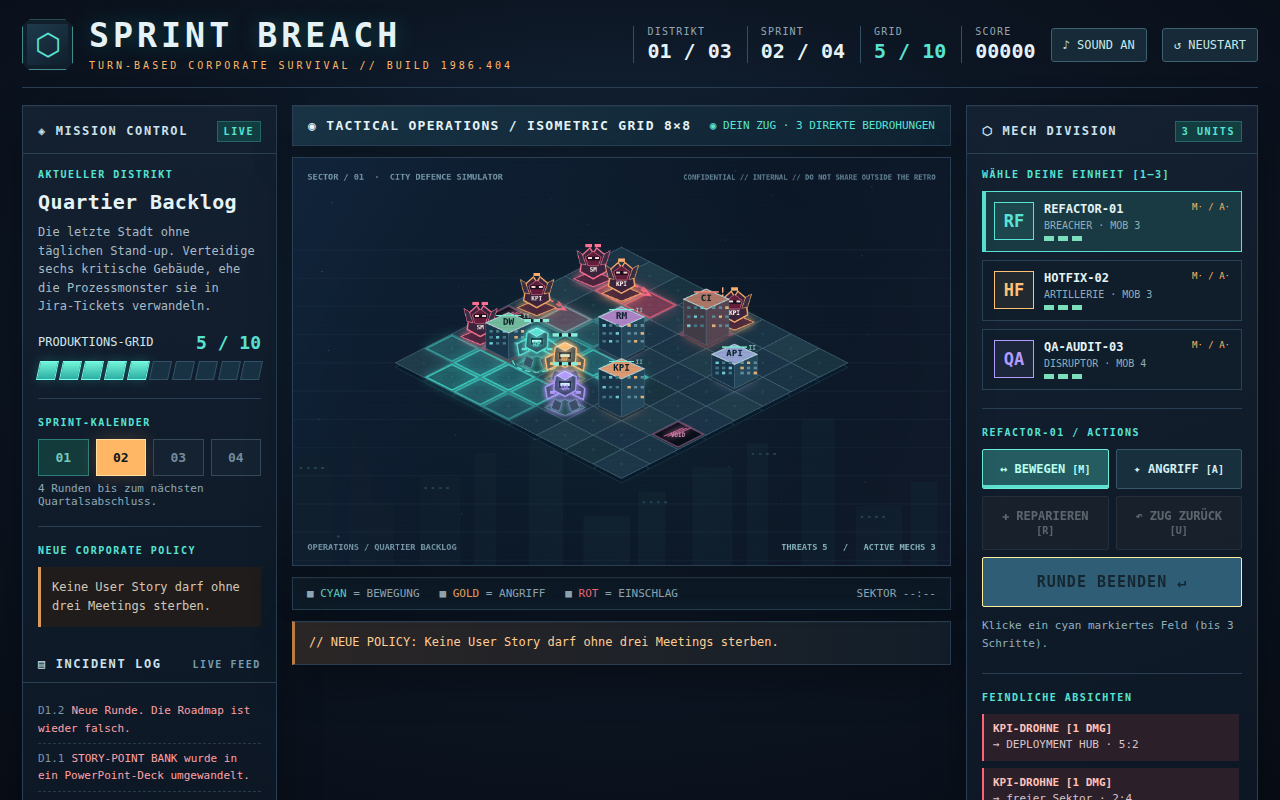 SPRINT BREACH
TURN-BASED CORPORATE SURVIVAL // BUILD 1986.404
DISTRIKT
01 / 03
SPRINT
02 / 04
GRID
5 / 10
SCORE
00000
♪ SOUND AN
↺ NEUSTART
◈ MISSION CONTROL
LIVE
AKTUELLER DISTRIKT
Quartier Backlog
Die letzte Stadt ohne
täglichen Stand-up. Verteidige
sechs kritische Gebäude, ehe
die Prozessmonster sie in
Jira-Tickets verwandeln.
PRODUKTIONS-GRID
5 / 10
SPRINT-KALENDER
01
02
03
04
4 Runden bis zum nächsten
Quartalsabschluss.
NEUE CORPORATE POLICY
Keine User Story darf ohne
drei Meetings sterben.
▤ INCIDENT LOG
LIVE FEED
D1.2 Neue Runde. Die Roadmap ist
wieder falsch.
D1.1 STORY-POINT BANK wurde in
ein PowerPoint-Deck umgewandelt.
◉ TACTICAL OPERATIONS / ISOMETRIC GRID 8×8
◉ DEIN ZUG · 3 DIREKTE BEDROHUNGEN
SECTOR / 01 · CITY DEFENCE SIMULATOR
CONFIDENTIAL // INTERNAL // DO NOT SHARE OUTSIDE THE RETRO
SM
KPI
KPI
KPI
SM
DW
RM
CI
API
KPI
VOID
OPERATIONS / QUARTIER BACKLOG
THREATS 5 / ACTIVE MECHS 3
■ CYAN = BEWEGUNG
■ GOLD = ANGRIFF
■ ROT = EINSCHLAG
SEKTOR --:--
// NEUE POLICY: Keine User Story darf ohne drei Meetings sterben.
⬡ MECH DIVISION
3 UNITS
WÄHLE DEINE EINHEIT [1–3]
RF
REFACTOR-01
BREACHER · MOB 3
M· / A·
HF
HOTFIX-02
ARTILLERIE · MOB 3
M· / A·
QA
QA-AUDIT-03
DISRUPTOR · MOB 4
M· / A·
REFACTOR-01 / ACTIONS
↔ BEWEGEN [M]
✦ ANGRIFF [A]
✚ REPARIEREN
[R]
↶ ZUG ZURÜCK
[U]
RUNDE BEENDEN ↵
Klicke ein cyan markiertes Feld (bis 3
Schritte).
FEINDLICHE ABSICHTEN
KPI-DROHNE [1 DMG]
→ DEPLOYMENT HUB · 5:2
KPI-DROHNE [1 DMG]
→ freier Sektor · 2:4